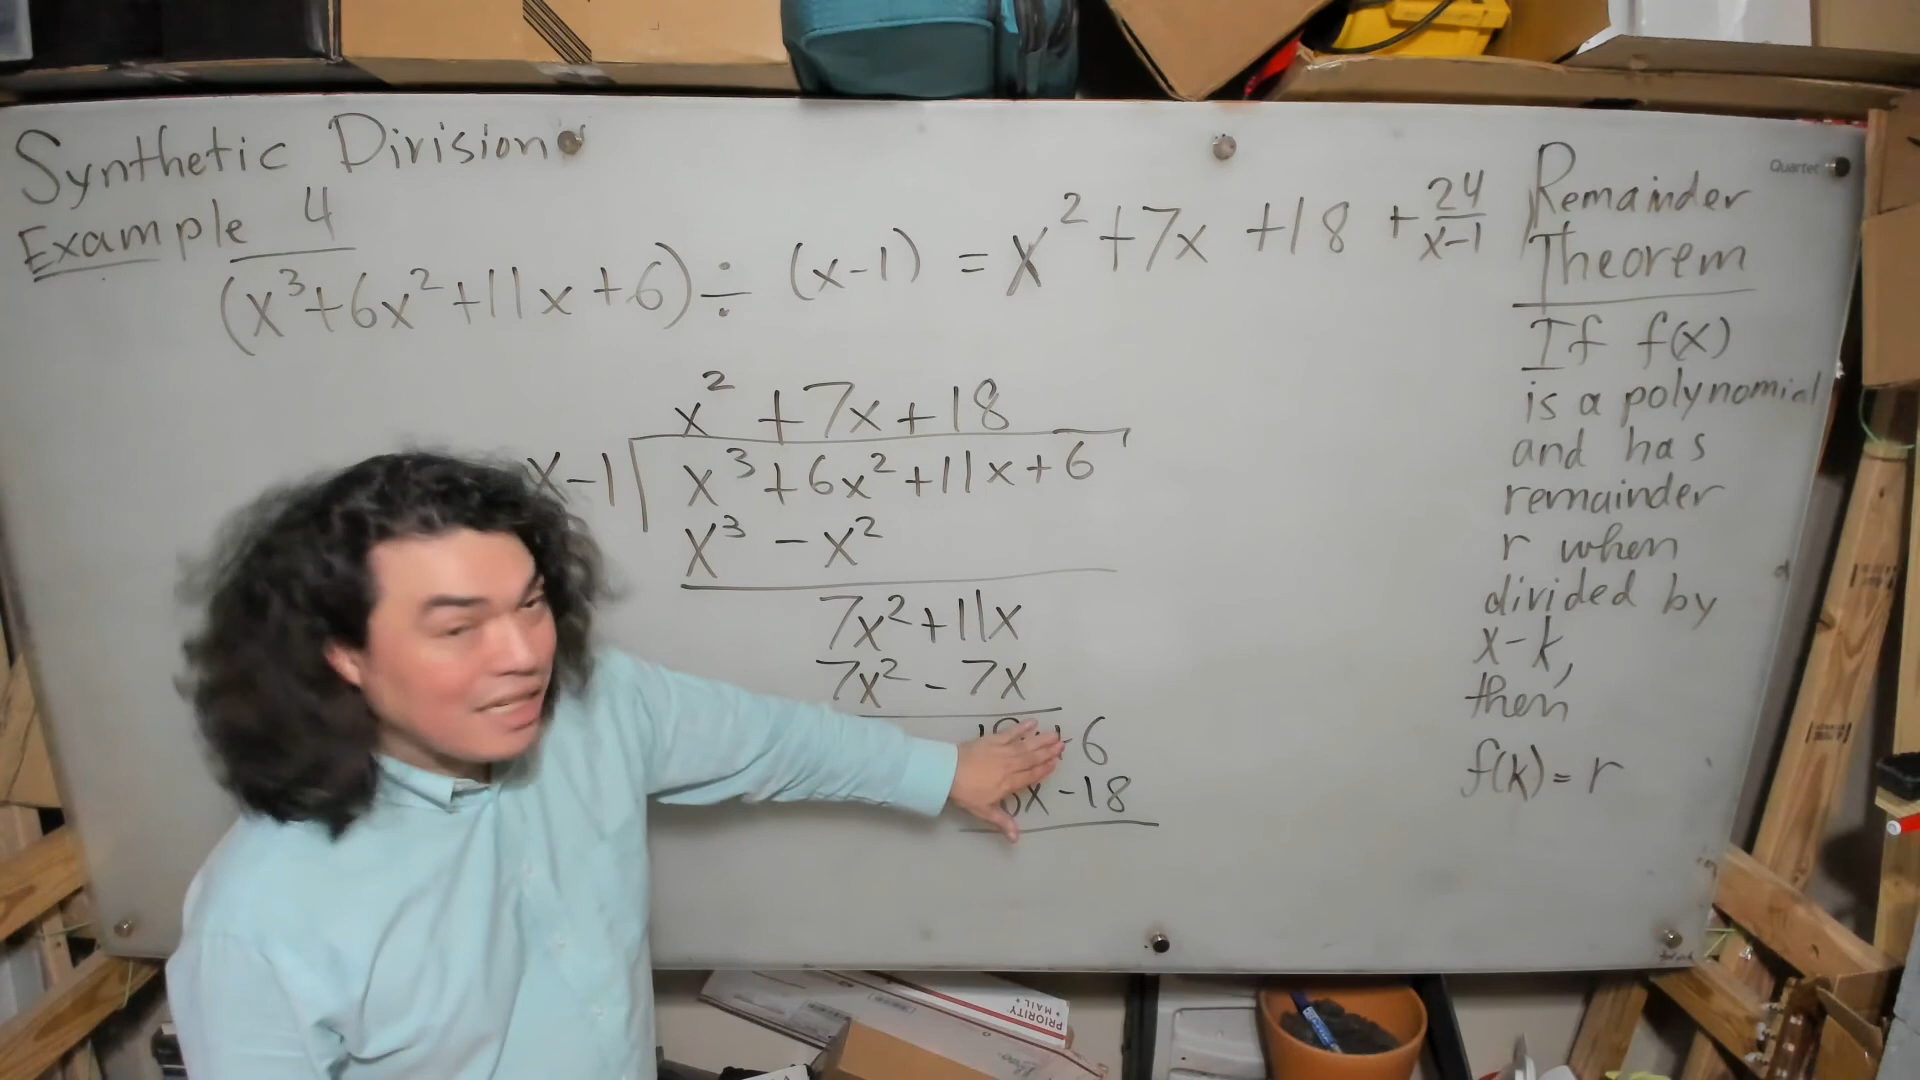 Synthetic Division
Example 4
(x³+6x²+11x+6) ÷ (x-1) = x²+7x+18+24/x-1
x²+7x+18
x-1 x³+6x²+11x+6
x³-x²
7x²+11x
7x²-7x
+6
x-18
Remainder
Theorem
If f(x)
is a polynomial
and has
remainder
r when
divided by
x-k,
then
f(k)=r
Quartet
PRIORITY
MAIL